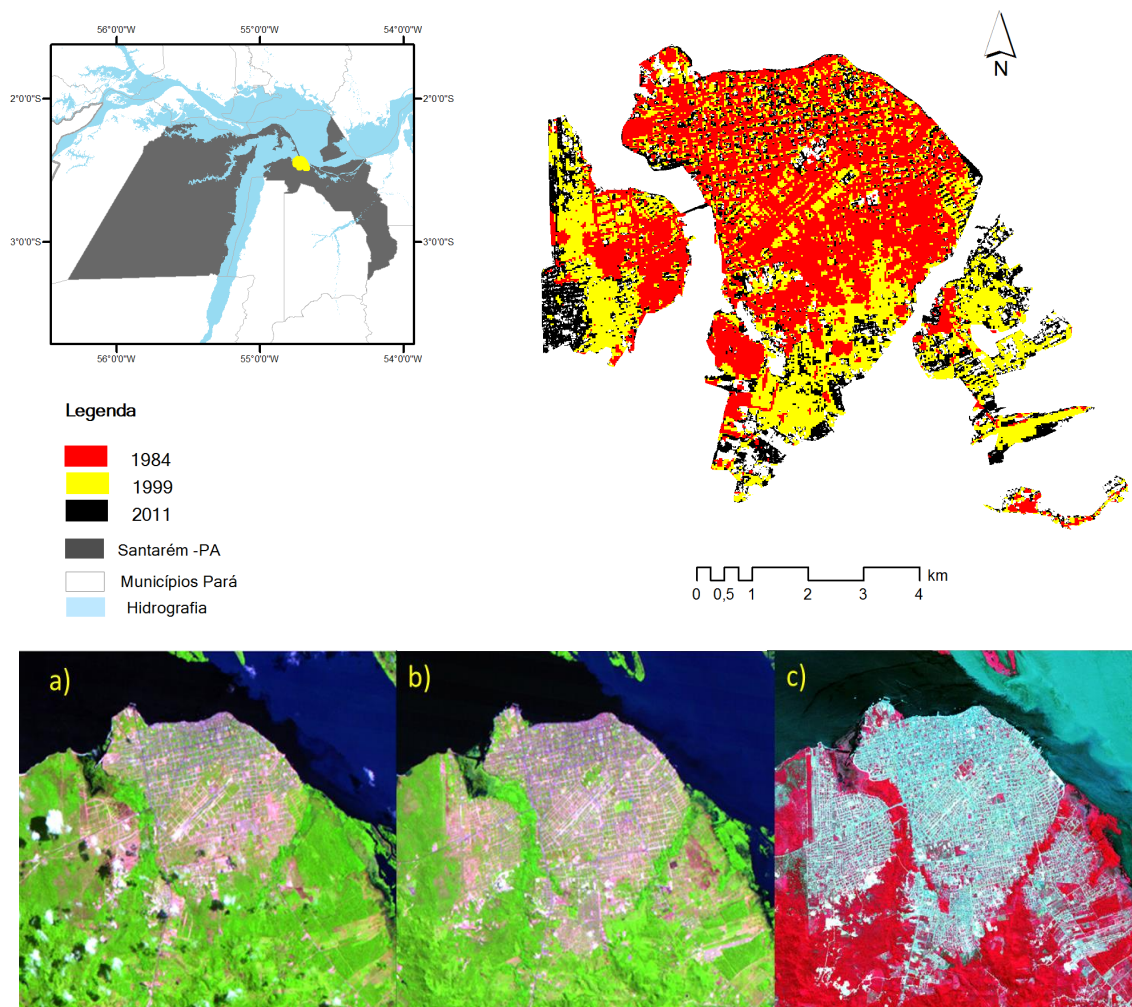 56°0'0"W 55°0'0"W 54°0'0"W
2°0'0"S 2°0'0"S
3°0'0"S 3°0'0"S
56°0'0"W 55°0'0"W 54°0'0"W
N
Legenda
1984
1999
2011
Santarém -PA
Municípios Pará
Hidrografia
km
0 0,5 1 2 3 4
a) b) c)